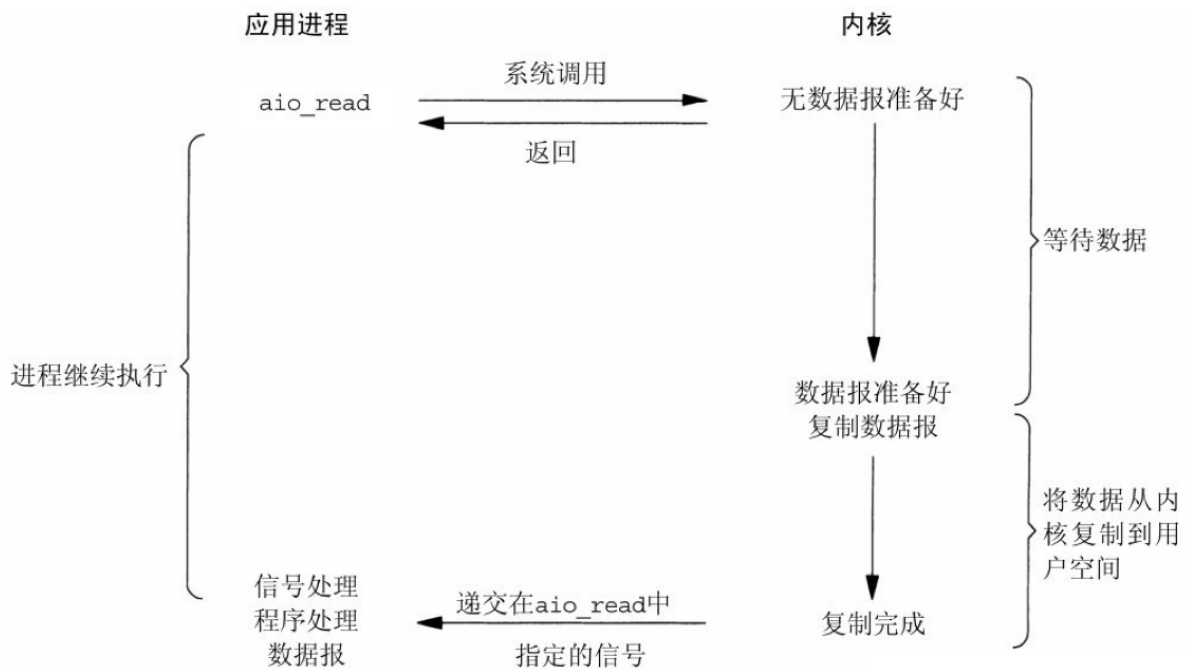 应用进程
内核
系统调用
aio_read
无数据报准备好
返回
等待数据
进程继续执行
数据报准备好
复制数据报
将数据从内
核复制到用
户空间
信号处理
程序处理
数据报
递交在aio_read中
指定的信号
复制完成